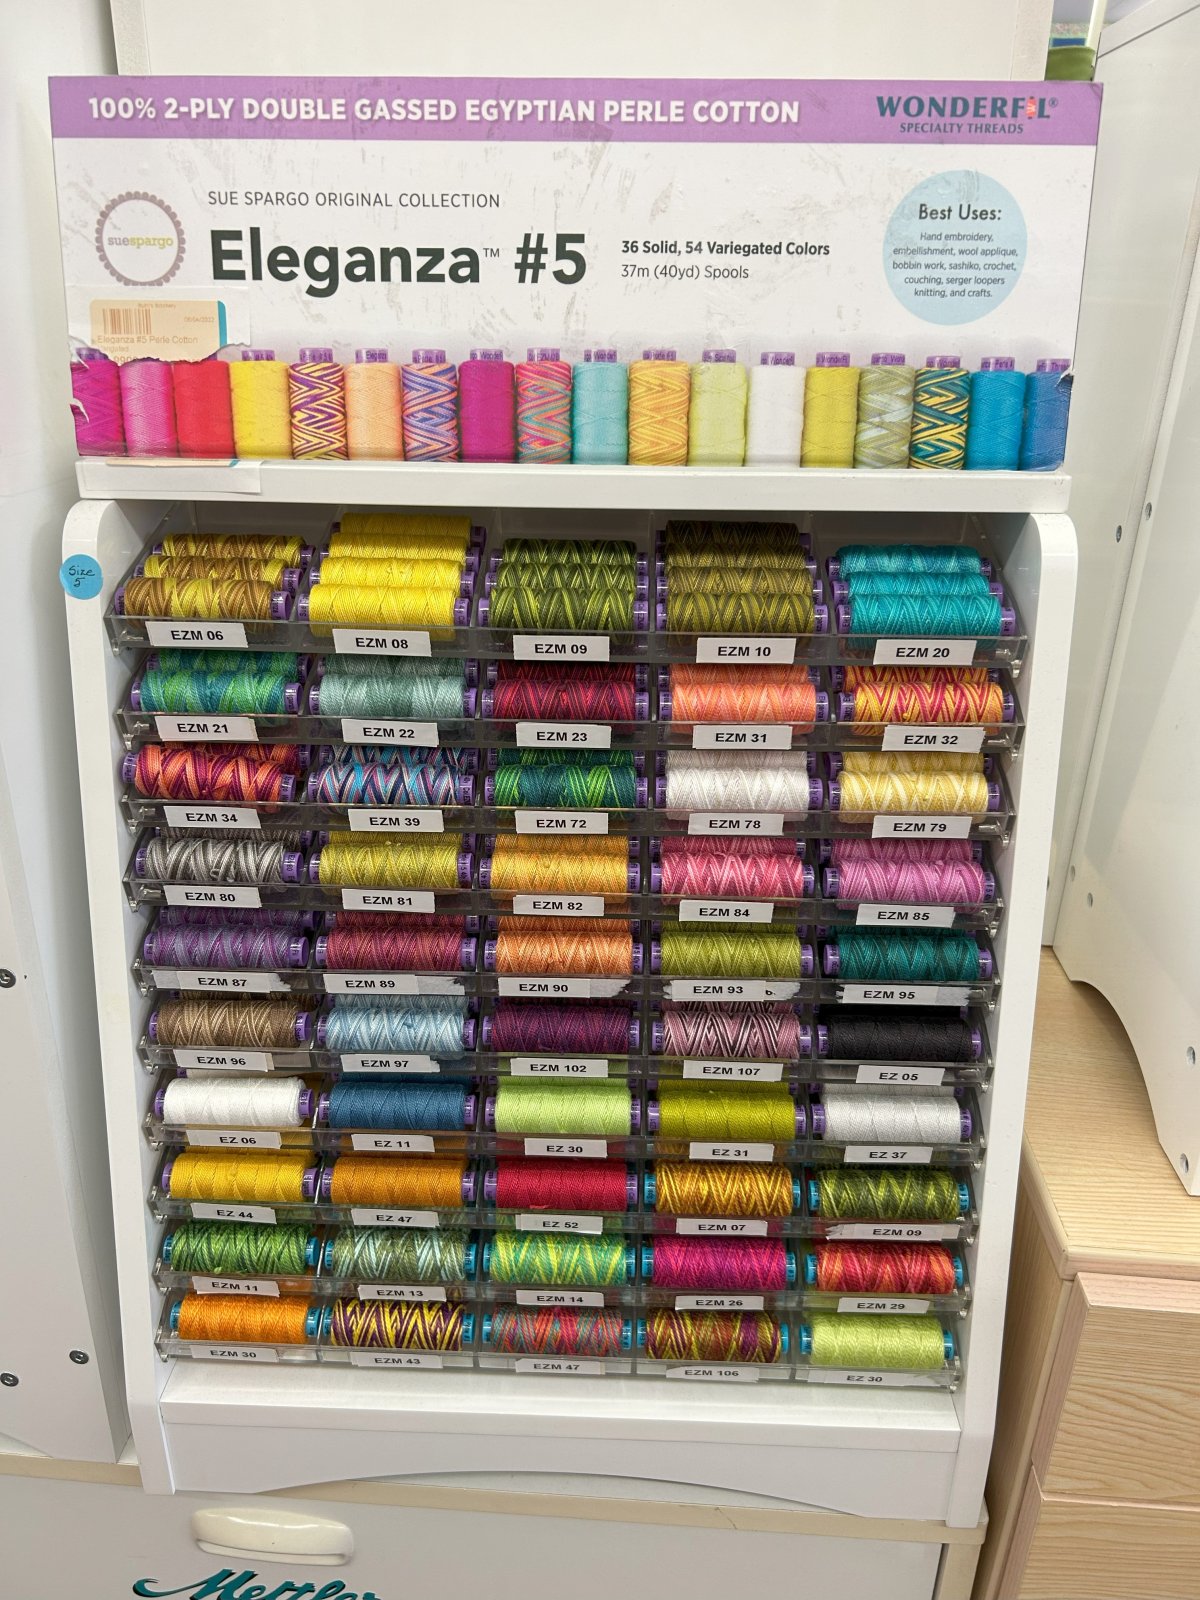 100% 2-PLY DOUBLE GASSED EGYPTIAN PERLE COTTON
WONDERFIL®
SPECIALTY THREADS
SUE SPARGO ORIGINAL COLLECTION
suespargo
Eleganza™ #5
36 Solid, 54 Variegated Colors
37m (40yd) Spools
Best Uses:
Hand embroidery,
embellishment, wool applique,
bobbin work, sashiko, crochet,
couching, serger loopers
knitting, and crafts.
Eleganza #5 Perle Cotton
Size
5
EZM 06
EZM 08
EZM 09
EZM 10
EZM 20
EZM 21
EZM 22
EZM 23
EZM 31
EZM 32
EZM 34
EZM 39
EZM 72
EZM 78
EZM 79
EZM 80
EZM 81
EZM 82
EZM 84
EZM 85
EZM 87
EZM 89
EZM 90
EZM 93
EZM 95
EZM 96
EZM 97
EZM 102
EZM 107
EZ 05
EZ 06
EZ 11
EZ 30
EZ 31
EZ 37
EZ 44
EZ 47
EZ 52
EZM 07
EZM 09
EZM 11
EZM 13
EZM 14
EZM 26
EZM 29
EZM 30
EZM 43
EZM 47
EZM 106
EZ 30
Mettler